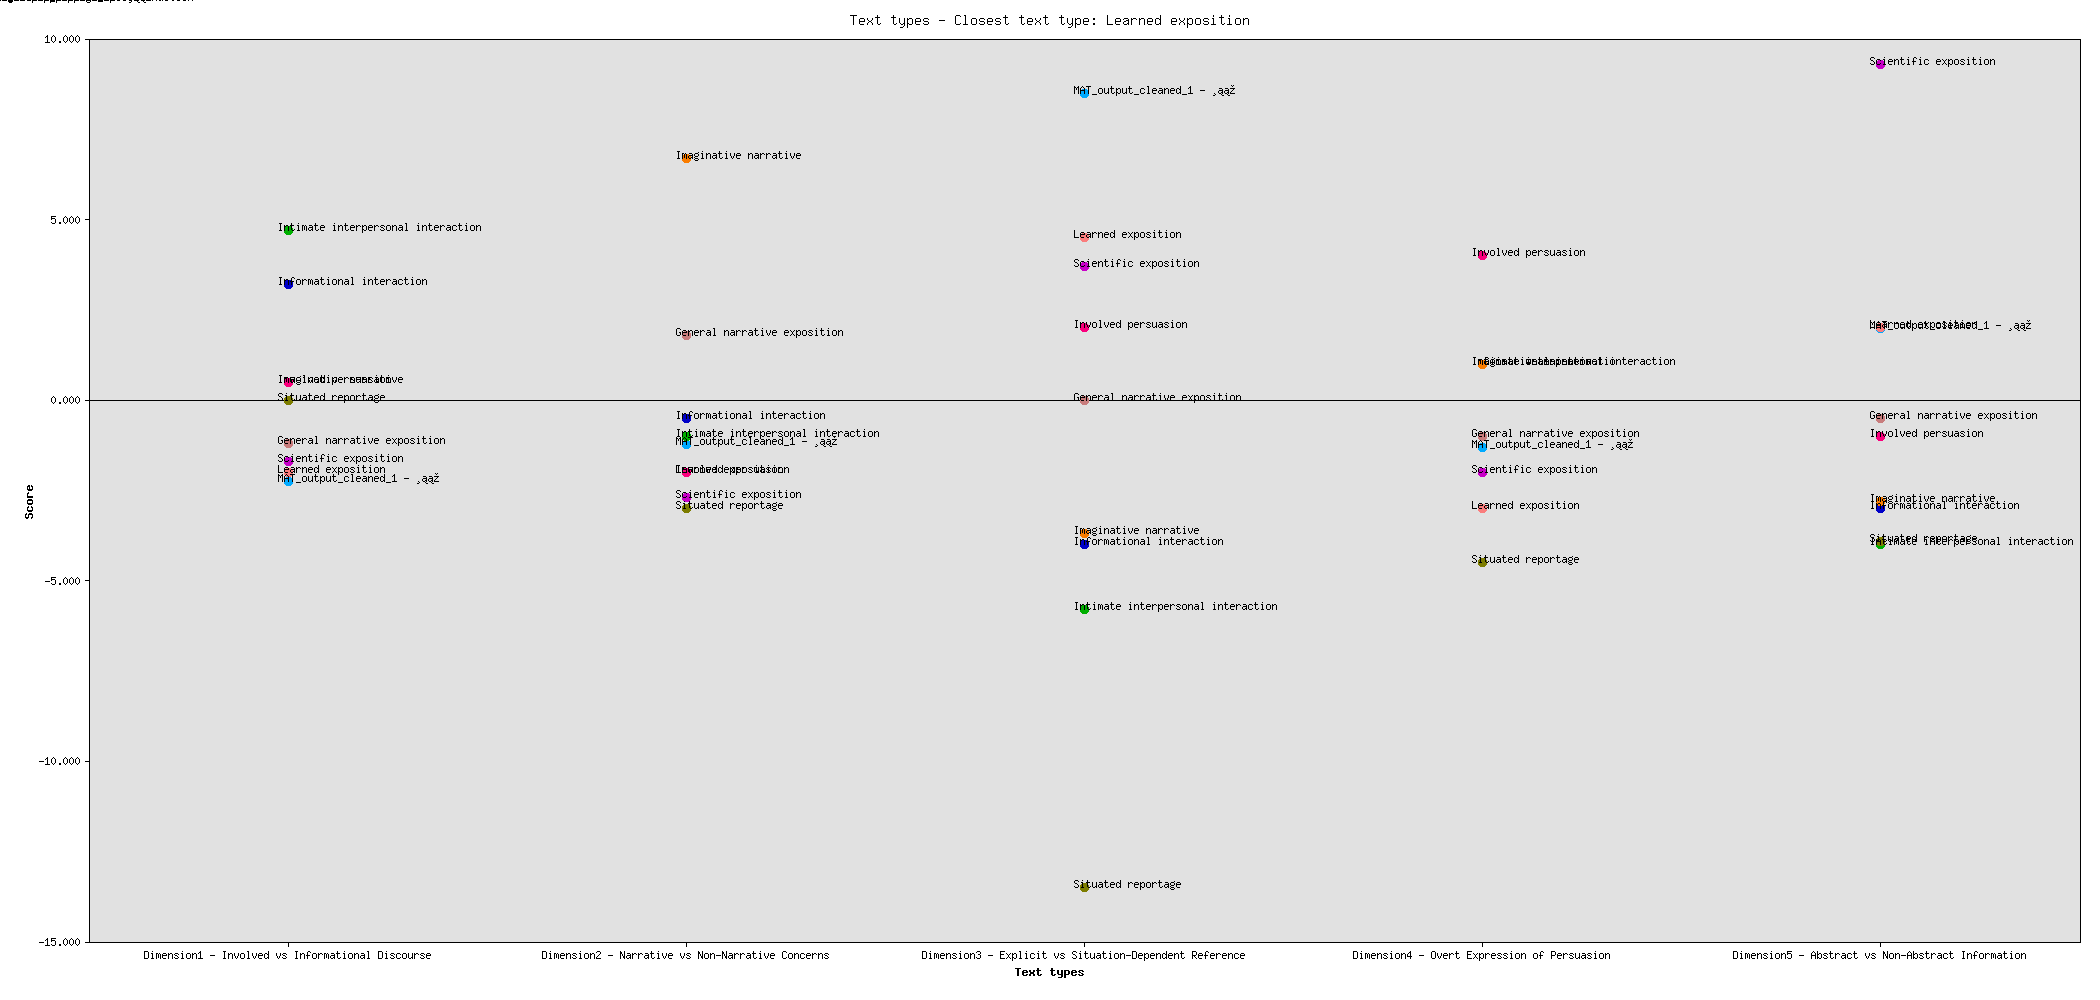 Text types - Closest text type: Learned exposition
10.000
5.000
0.000
-5.000
-10.000
-15.000
Score
Intimate interpersonal interaction
Informational interaction
Situated reportage
General narrative exposition
Scientific exposition
Learned exposition
MAT_output_cleaned_1 - ¸ąąž
Imaginative narrative
General narrative exposition
Informational interaction
Intimate interpersonal interaction
MAT_output_cleaned_1 - ¸ąąž
Scientific exposition
Situated reportage
MAT_output_cleaned_1 - ¸ąąž
Learned exposition
Scientific exposition
Involved persuasion
General narrative exposition
Imaginative narrative
Informational interaction
Intimate interpersonal interaction
Situated reportage
Involved persuasion
General narrative exposition
MAT_output_cleaned_1 - ¸ąąž
Scientific exposition
Learned exposition
Situated reportage
Scientific exposition
MAT_output_cleaned_1 - ¸ąąž
General narrative exposition
Involved persuasion
Imaginative narrative
Informational interaction
Situated reportage
Intimate interpersonal interaction
Dimension1 - Involved vs Informational Discourse
Dimension2 - Narrative vs Non-Narrative Concerns
Dimension3 - Explicit vs Situation-Dependent Reference
Dimension4 - Overt Expression of Persuasion
Dimension5 - Abstract vs Non-Abstract Information
Text types